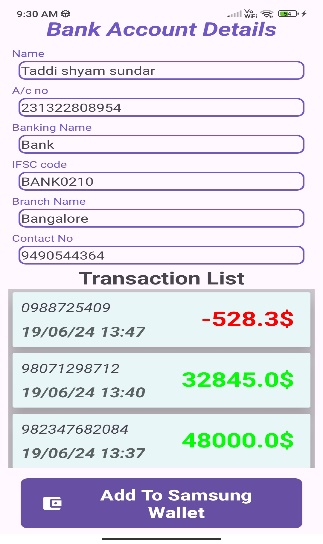 9:30 AM
Bank Account Details
Name
Taddi shyam sundar
A/c no
231322808954
Banking Name
Bank
IFSC code
BANK0210
Branch Name
Bangalore
Contact No
9490544364
Transaction List
0988725409
19/06/24 13:47
-528.3$
98071298712
19/06/24 13:40
32845.0$
982347682084
19/06/24 13:37
48000.0$
Add To Samsung
Wallet